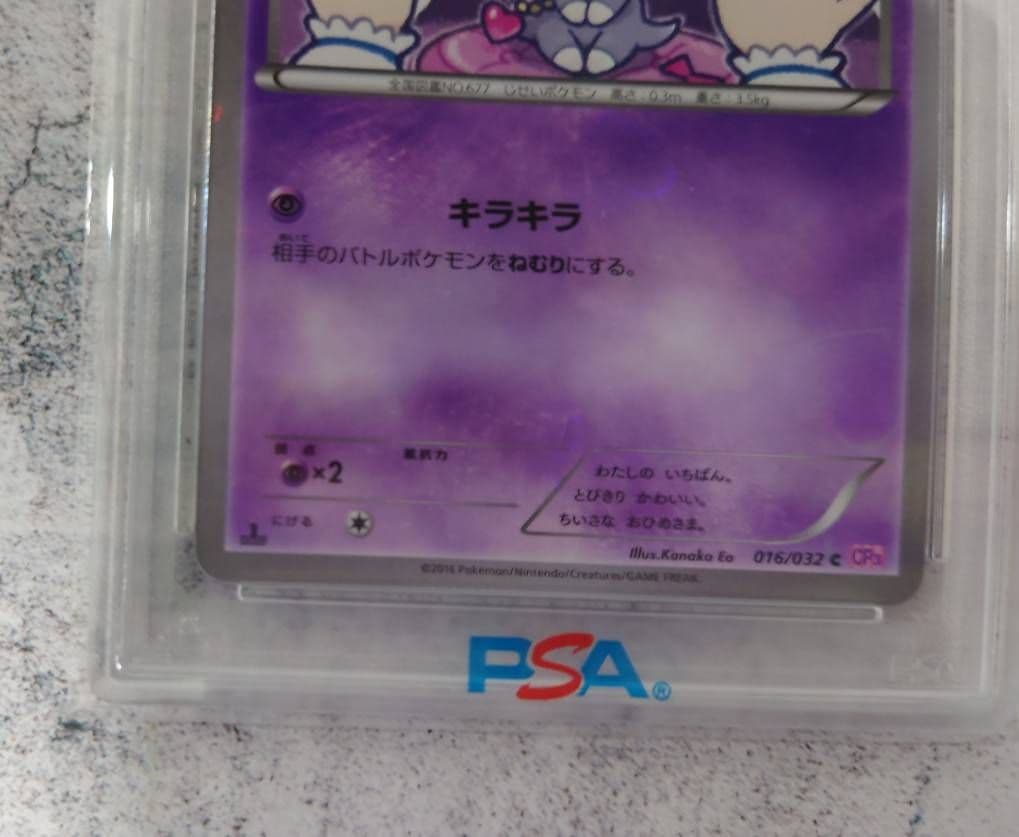 全国図鑑NO.677 じせいポケモン 高さ：0.3m 重さ：3.5kg
キラキラ
あいて
相手のバトルポケモンをねむりにする。
弱点
抵抗力
×2
わたしの いちばん。
とびきり かわいい。
ちいさな おひめさま。
にげる
1
Illus.Kanako Eo 016/032 C CP3
©2016 Pokémon/Nintendo/Creatures/GAME FREAK.
PSA®